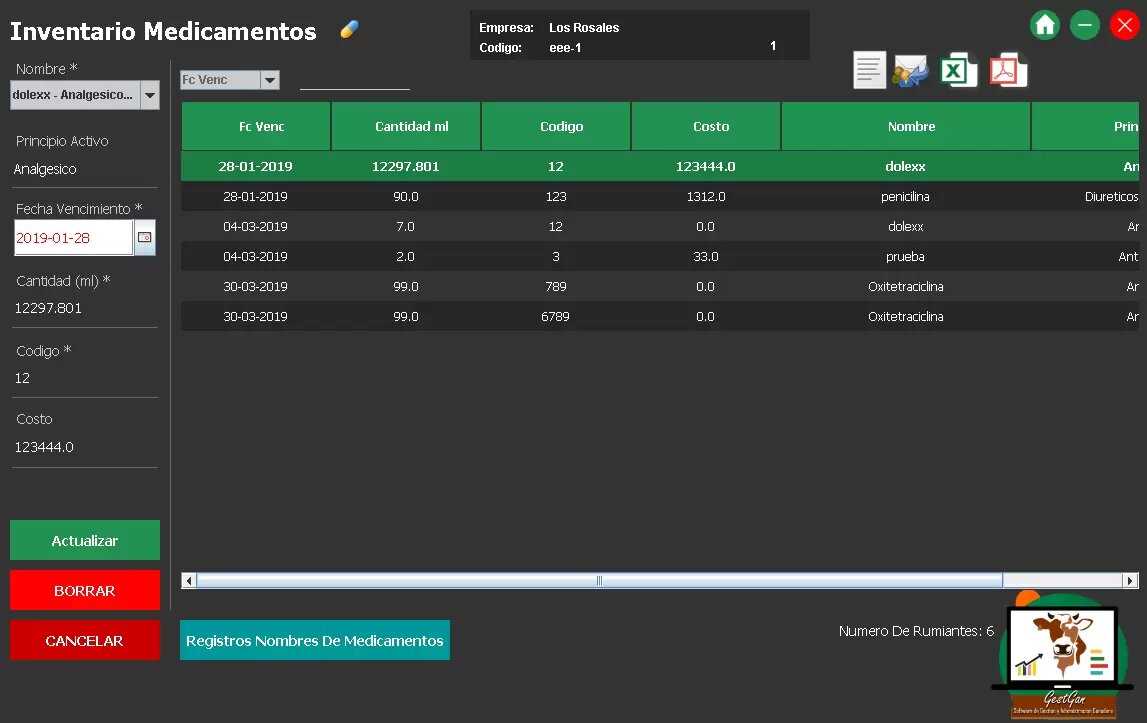 Inventario Medicamentos
Empresa: Los Rosales
Codigo: eee-1 1
Nombre *
dolexx - Analgesico...
Principio Activo
Analgesico
Fecha Vencimiento *
2019-01-28
Cantidad (ml) *
12297.801
Codigo *
12
Costo
123444.0
Actualizar
BORRAR
CANCELAR
Fc Venc
Fc Venc Cantidad ml Codigo Costo Nombre Prin
28-01-2019 12297.801 12 123444.0 dolexx An
28-01-2019 90.0 123 1312.0 penicilina Diureticos
04-03-2019 7.0 12 0.0 dolexx Ar
04-03-2019 2.0 3 33.0 prueba Ant
30-03-2019 99.0 789 0.0 Oxitetraciclina Ar
30-03-2019 99.0 6789 0.0 Oxitetraciclina Ar
Registros Nombres De Medicamentos
Numero De Rumiantes: 6
GestGan
Software de Gestion y Administracion Ganadera